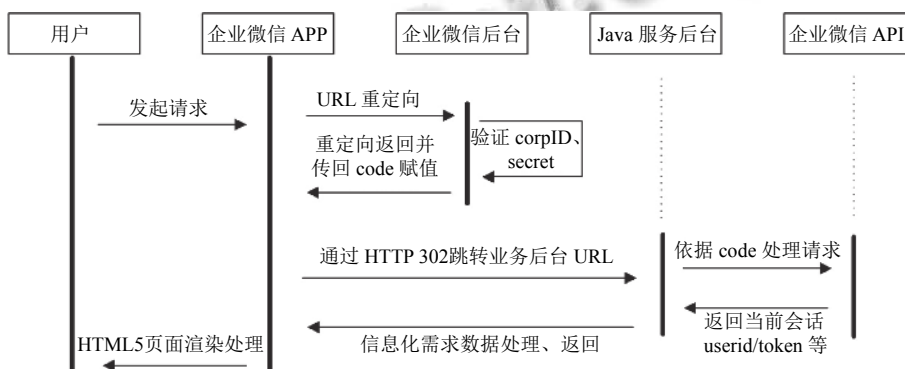 用户
企业微信 APP
企业微信后台
Java 服务后台
企业微信 API
发起请求
URL 重定向
验证 corpID、
secret
重定向返回并
传回 code 赋值
通过 HTTP 302跳转业务后台 URL
依据 code 处理请求
返回当前会话
userid/token 等
信息化需求数据处理、返回
HTML5页面渲染处理